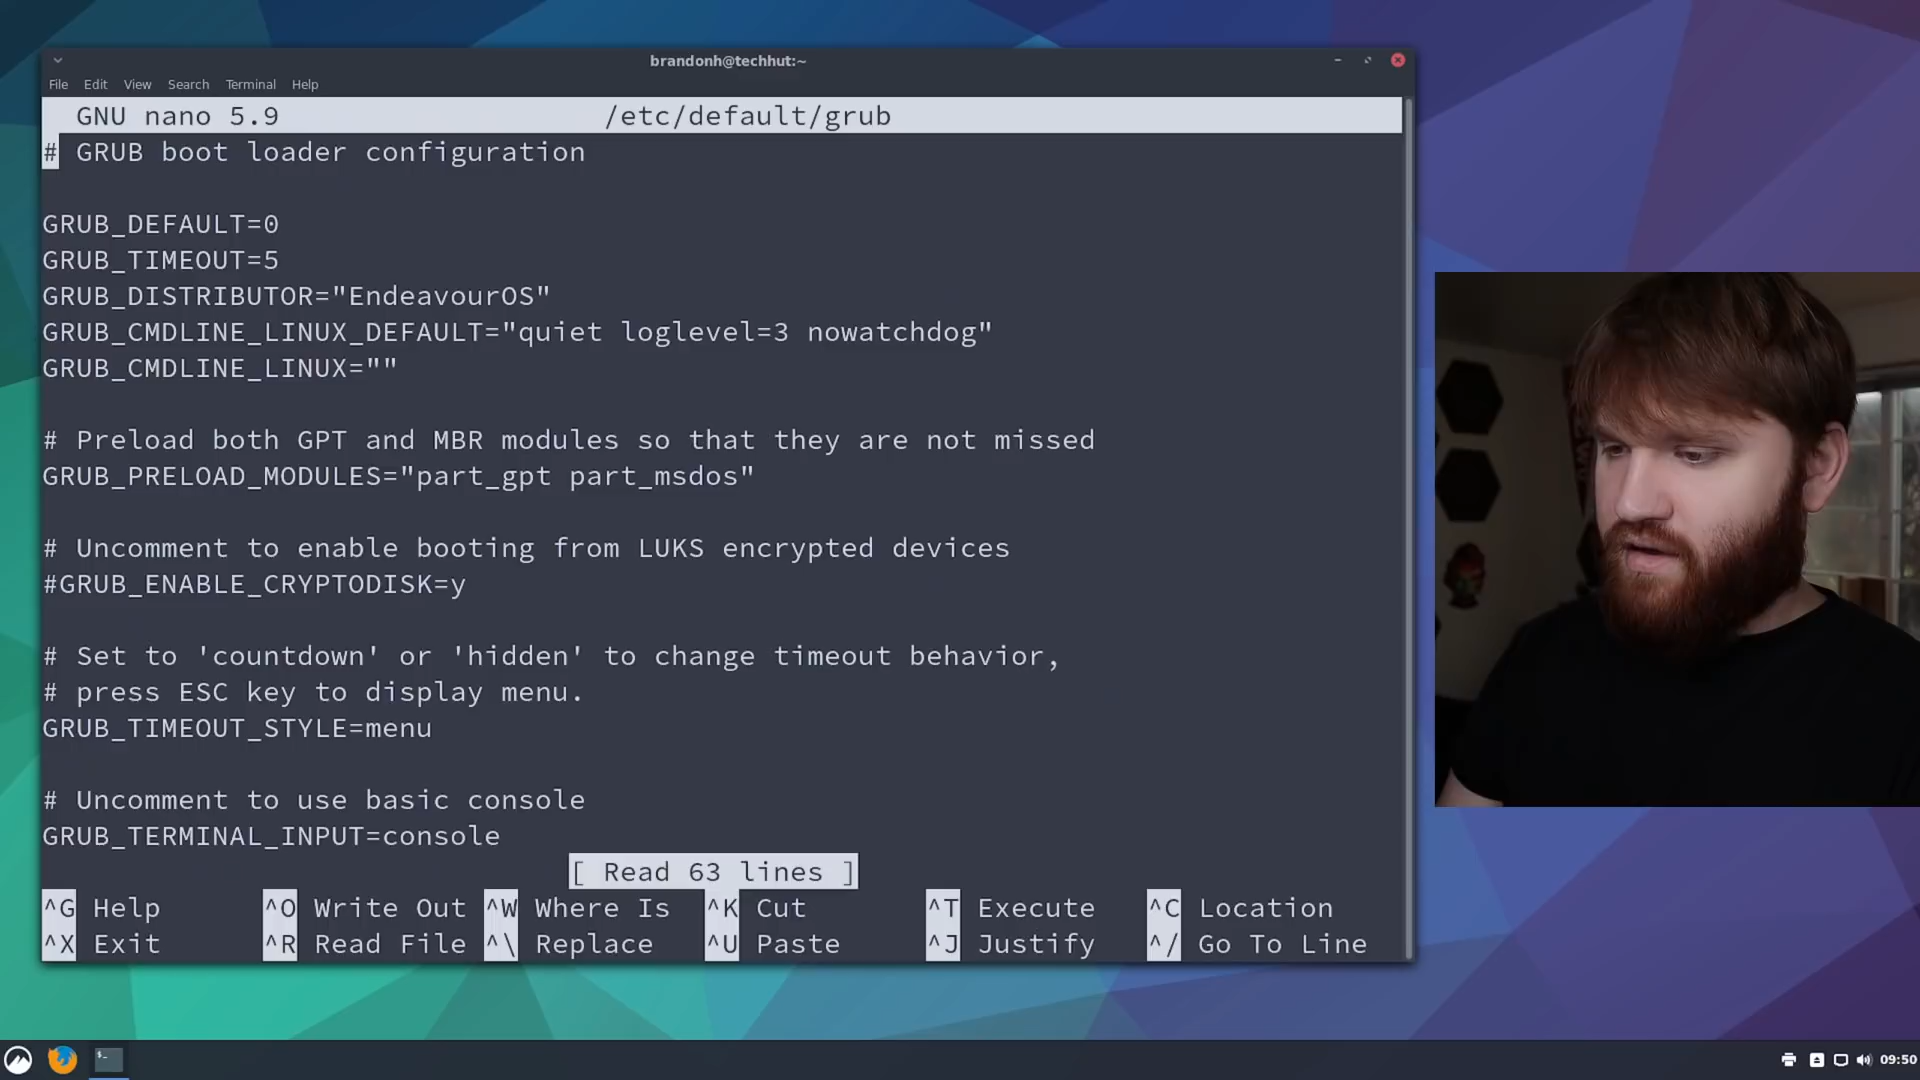 brandonh@techhut:~
File Edit View Search Terminal Help
GNU nano 5.9 /etc/default/grub
# GRUB boot loader configuration
GRUB_DEFAULT=0
GRUB_TIMEOUT=5
GRUB_DISTRIBUTOR="EndeavourOS"
GRUB_CMDLINE_LINUX_DEFAULT="quiet loglevel=3 nowatchdog"
GRUB_CMDLINE_LINUX=""
# Preload both GPT and MBR modules so that they are not missed
GRUB_PRELOAD_MODULES="part_gpt part_msdos"
# Uncomment to enable booting from LUKS encrypted devices
#GRUB_ENABLE_CRYPTODISK=y
# Set to 'countdown' or 'hidden' to change timeout behavior,
# press ESC key to display menu.
GRUB_TIMEOUT_STYLE=menu
# Uncomment to use basic console
GRUB_TERMINAL_INPUT=console
[ Read 63 lines ]
^G Help ^O Write Out ^W Where Is ^K Cut ^T Execute ^C Location
^X Exit ^R Read File ^\ Replace ^U Paste ^J Justify ^/ Go To Line
09:50